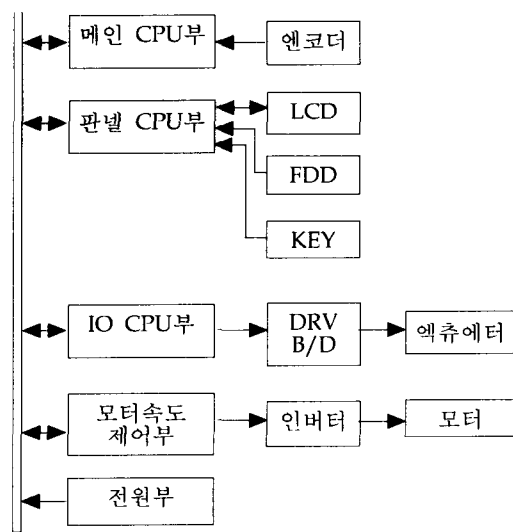 메인 CPU부
엔코더
판넬 CPU부
LCD
FDD
KEY
IO CPU부
DRV
B/D
엑츄에터
모터속도
제어부
인버터
모터
전원부